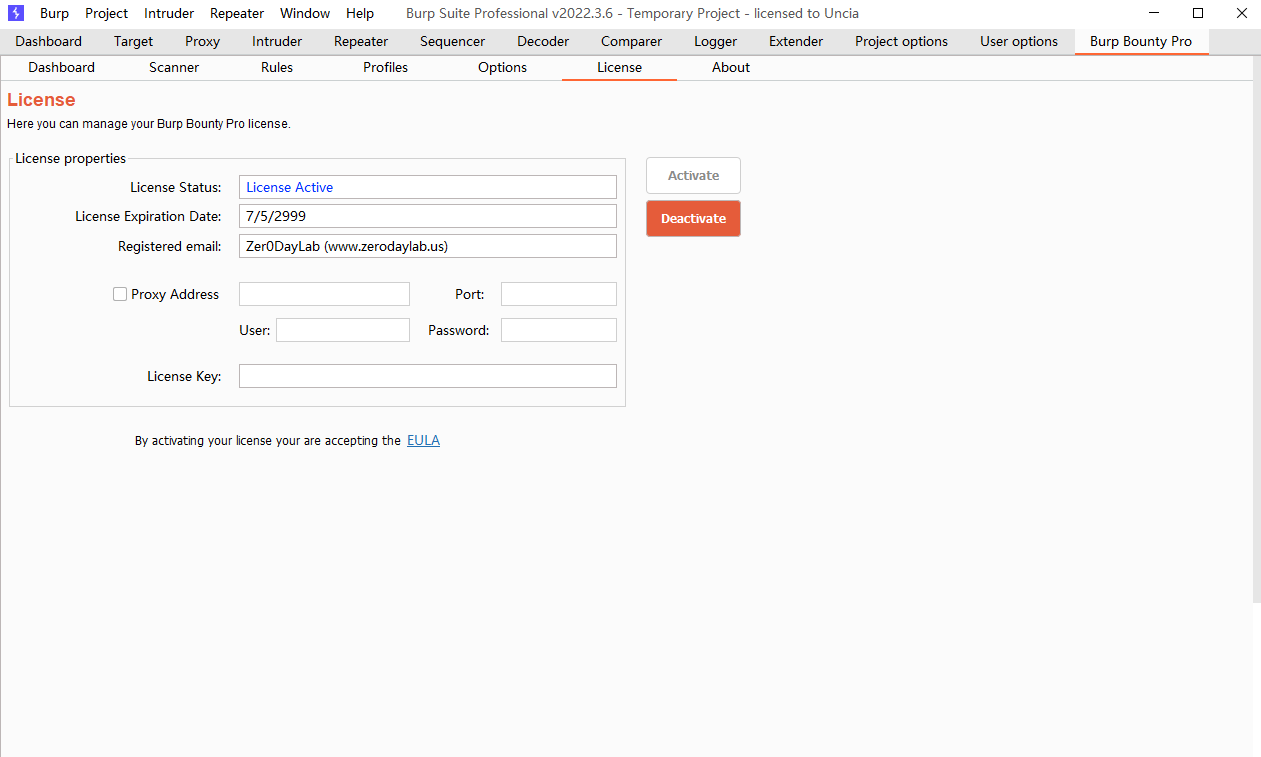 Burp Project Intruder Repeater Window Help Burp Suite Professional v2022.3.6 - Temporary Project - licensed to Uncia
Dashboard Target Proxy Intruder Repeater Sequencer Decoder Comparer Logger Extender Project options User options Burp Bounty Pro
Dashboard Scanner Rules Profiles Options License About
License
Here you can manage your Burp Bounty Pro license.
License properties
License Status: License Active
Activate
License Expiration Date: 7/5/2999
Deactivate
Registered email: Zer0DayLab (www.zerodaylab.us)
Proxy Address Port:
User: Password:
License Key:
By activating your license your are accepting the EULA